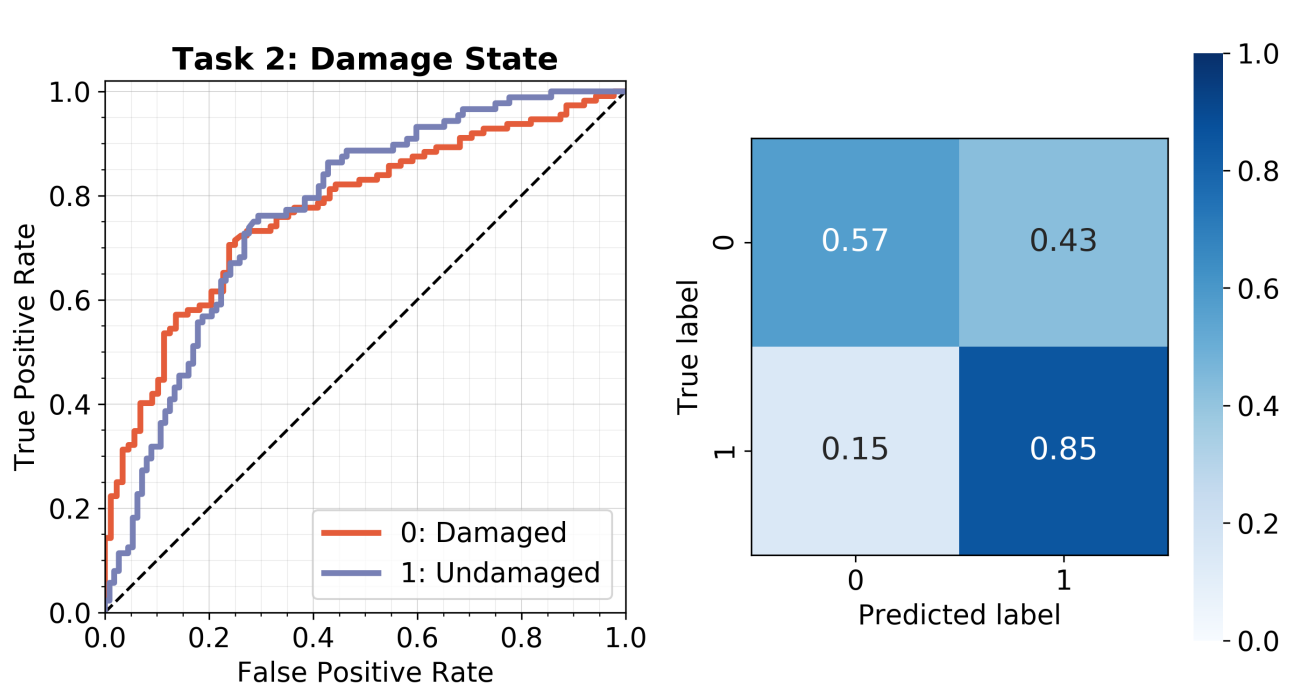 Task 2: Damage State
1.0
0.8
0.6
0.4
0.2
0.0
True Positive Rate
0.0 0.2 0.4 0.6 0.8 1.0
False Positive Rate
0: Damaged
1: Undamaged
True label
0
1
0.57 0.43
0.15 0.85
0 1
Predicted label
1.0
0.8
0.6
0.4
0.2
0.0